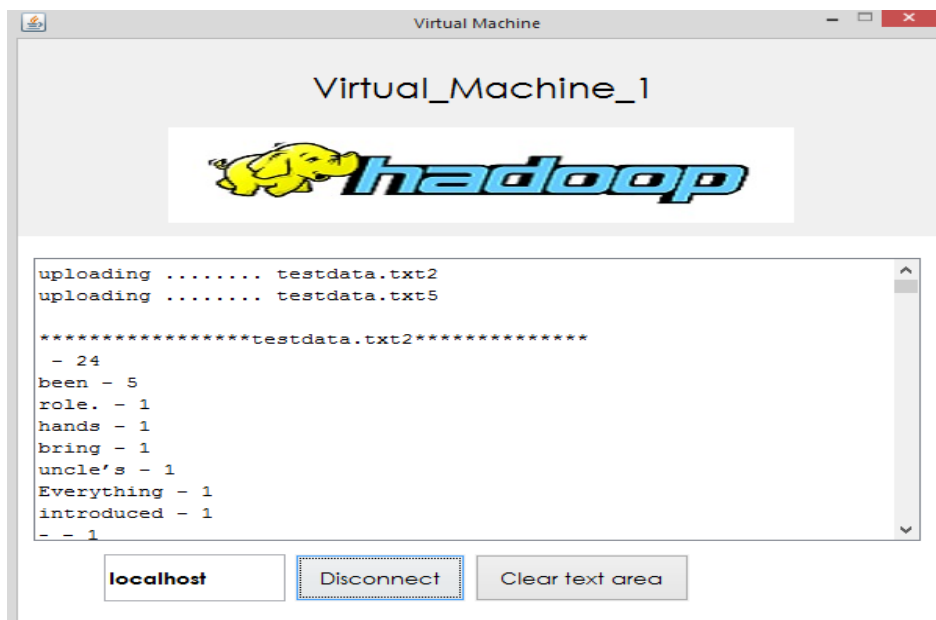 Virtual Machine
Virtual_Machine_1
hadoop
uploading ........ testdata.txt2
uploading ........ testdata.txt5
*****************testdata.txt2**************
- 24
been - 5
role. - 1
hands - 1
bring - 1
uncle's - 1
Everything - 1
introduced - 1
- - 1
localhost Disconnect Clear text area